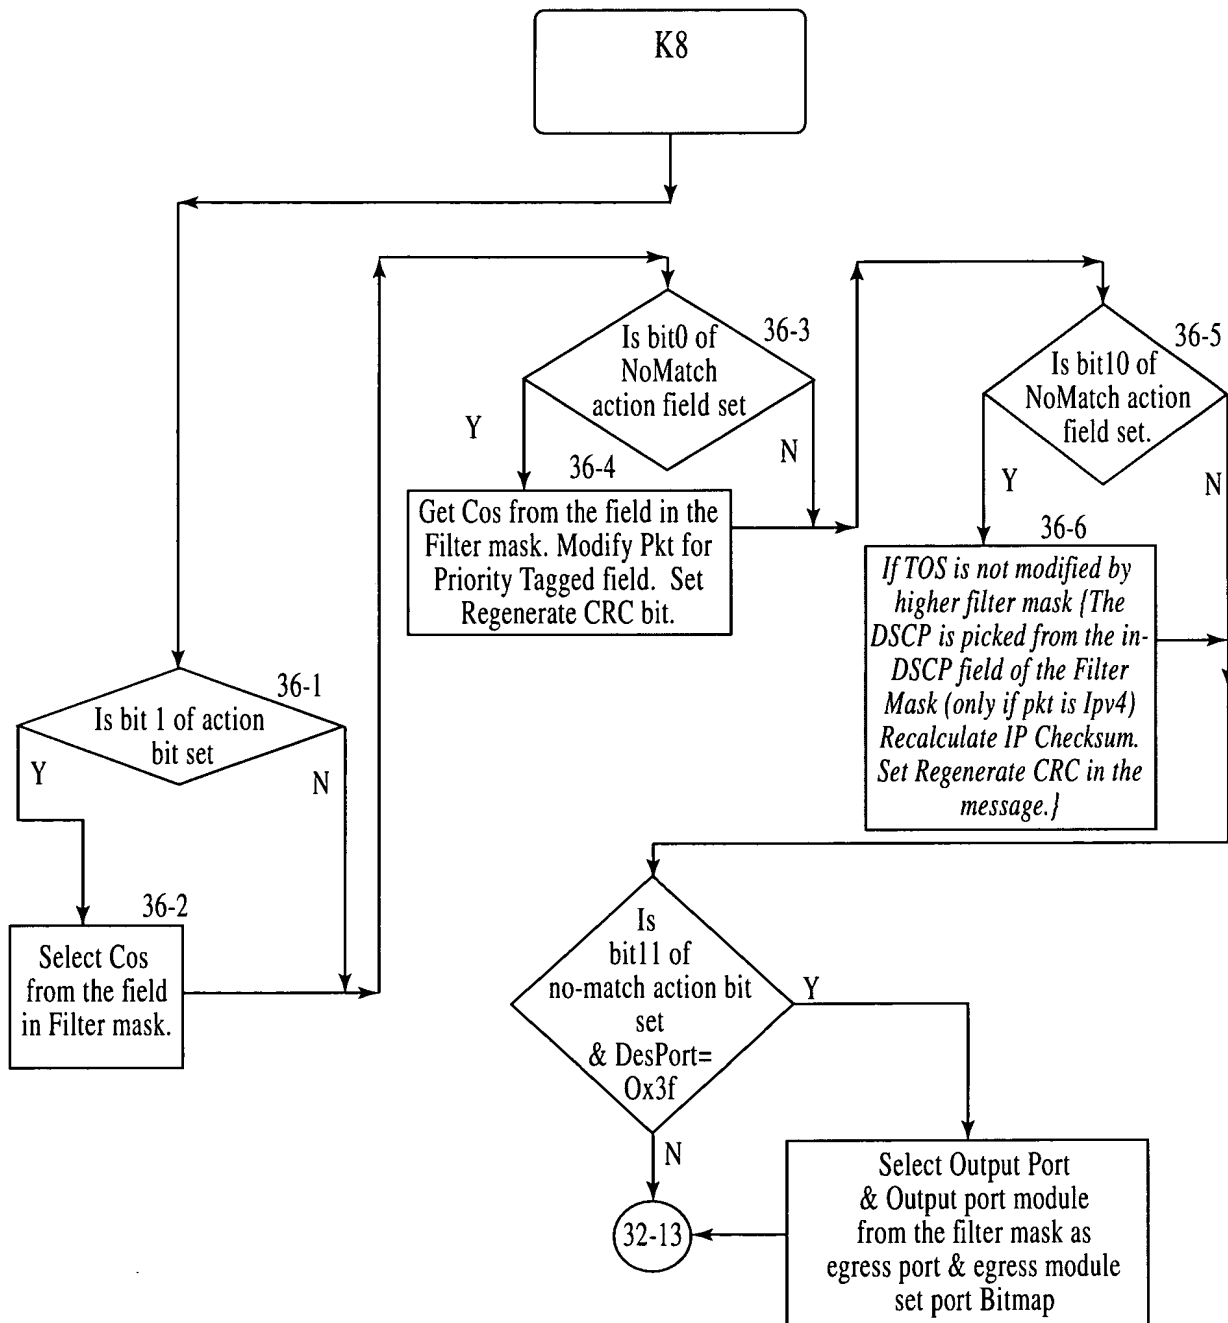 K8
36-1
Is bit 1 of action
bit set
Y
N
36-2
Select Cos
from the field
in Filter mask.
36-3
Is bit0 of
NoMatch
action field set
Y
N
36-4
Get Cos from the field in the
Filter mask. Modify Pkt for
Priority Tagged field. Set
Regenerate CRC bit.
36-5
Is bit10 of
NoMatch action
field set.
Y
N
36-6
If TOS is not modified by
higher filter mask {The
DSCP is picked from the in-
DSCP field of the Filter
Mask (only if pkt is Ipv4)
Recalculate IP Checksum.
Set Regenerate CRC in the
message.}
Is
bit11 of
no-match action bit
set
& DesPort=
Ox3f
Y
N
32-13
Select Output Port
& Output port module
from the filter mask as
egress port & egress module
set port Bitmap